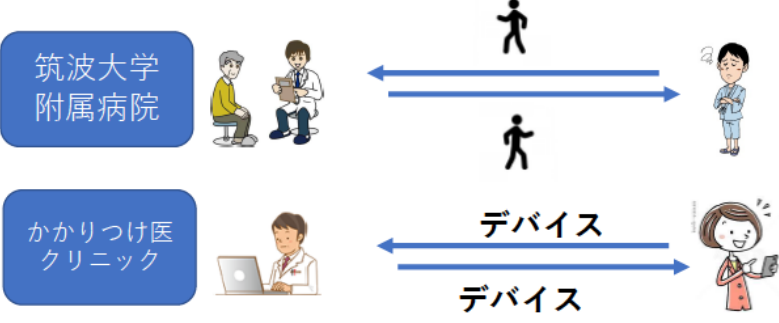 筑波大学
附属病院
かかりつけ医
クリニック
デバイス
デバイス